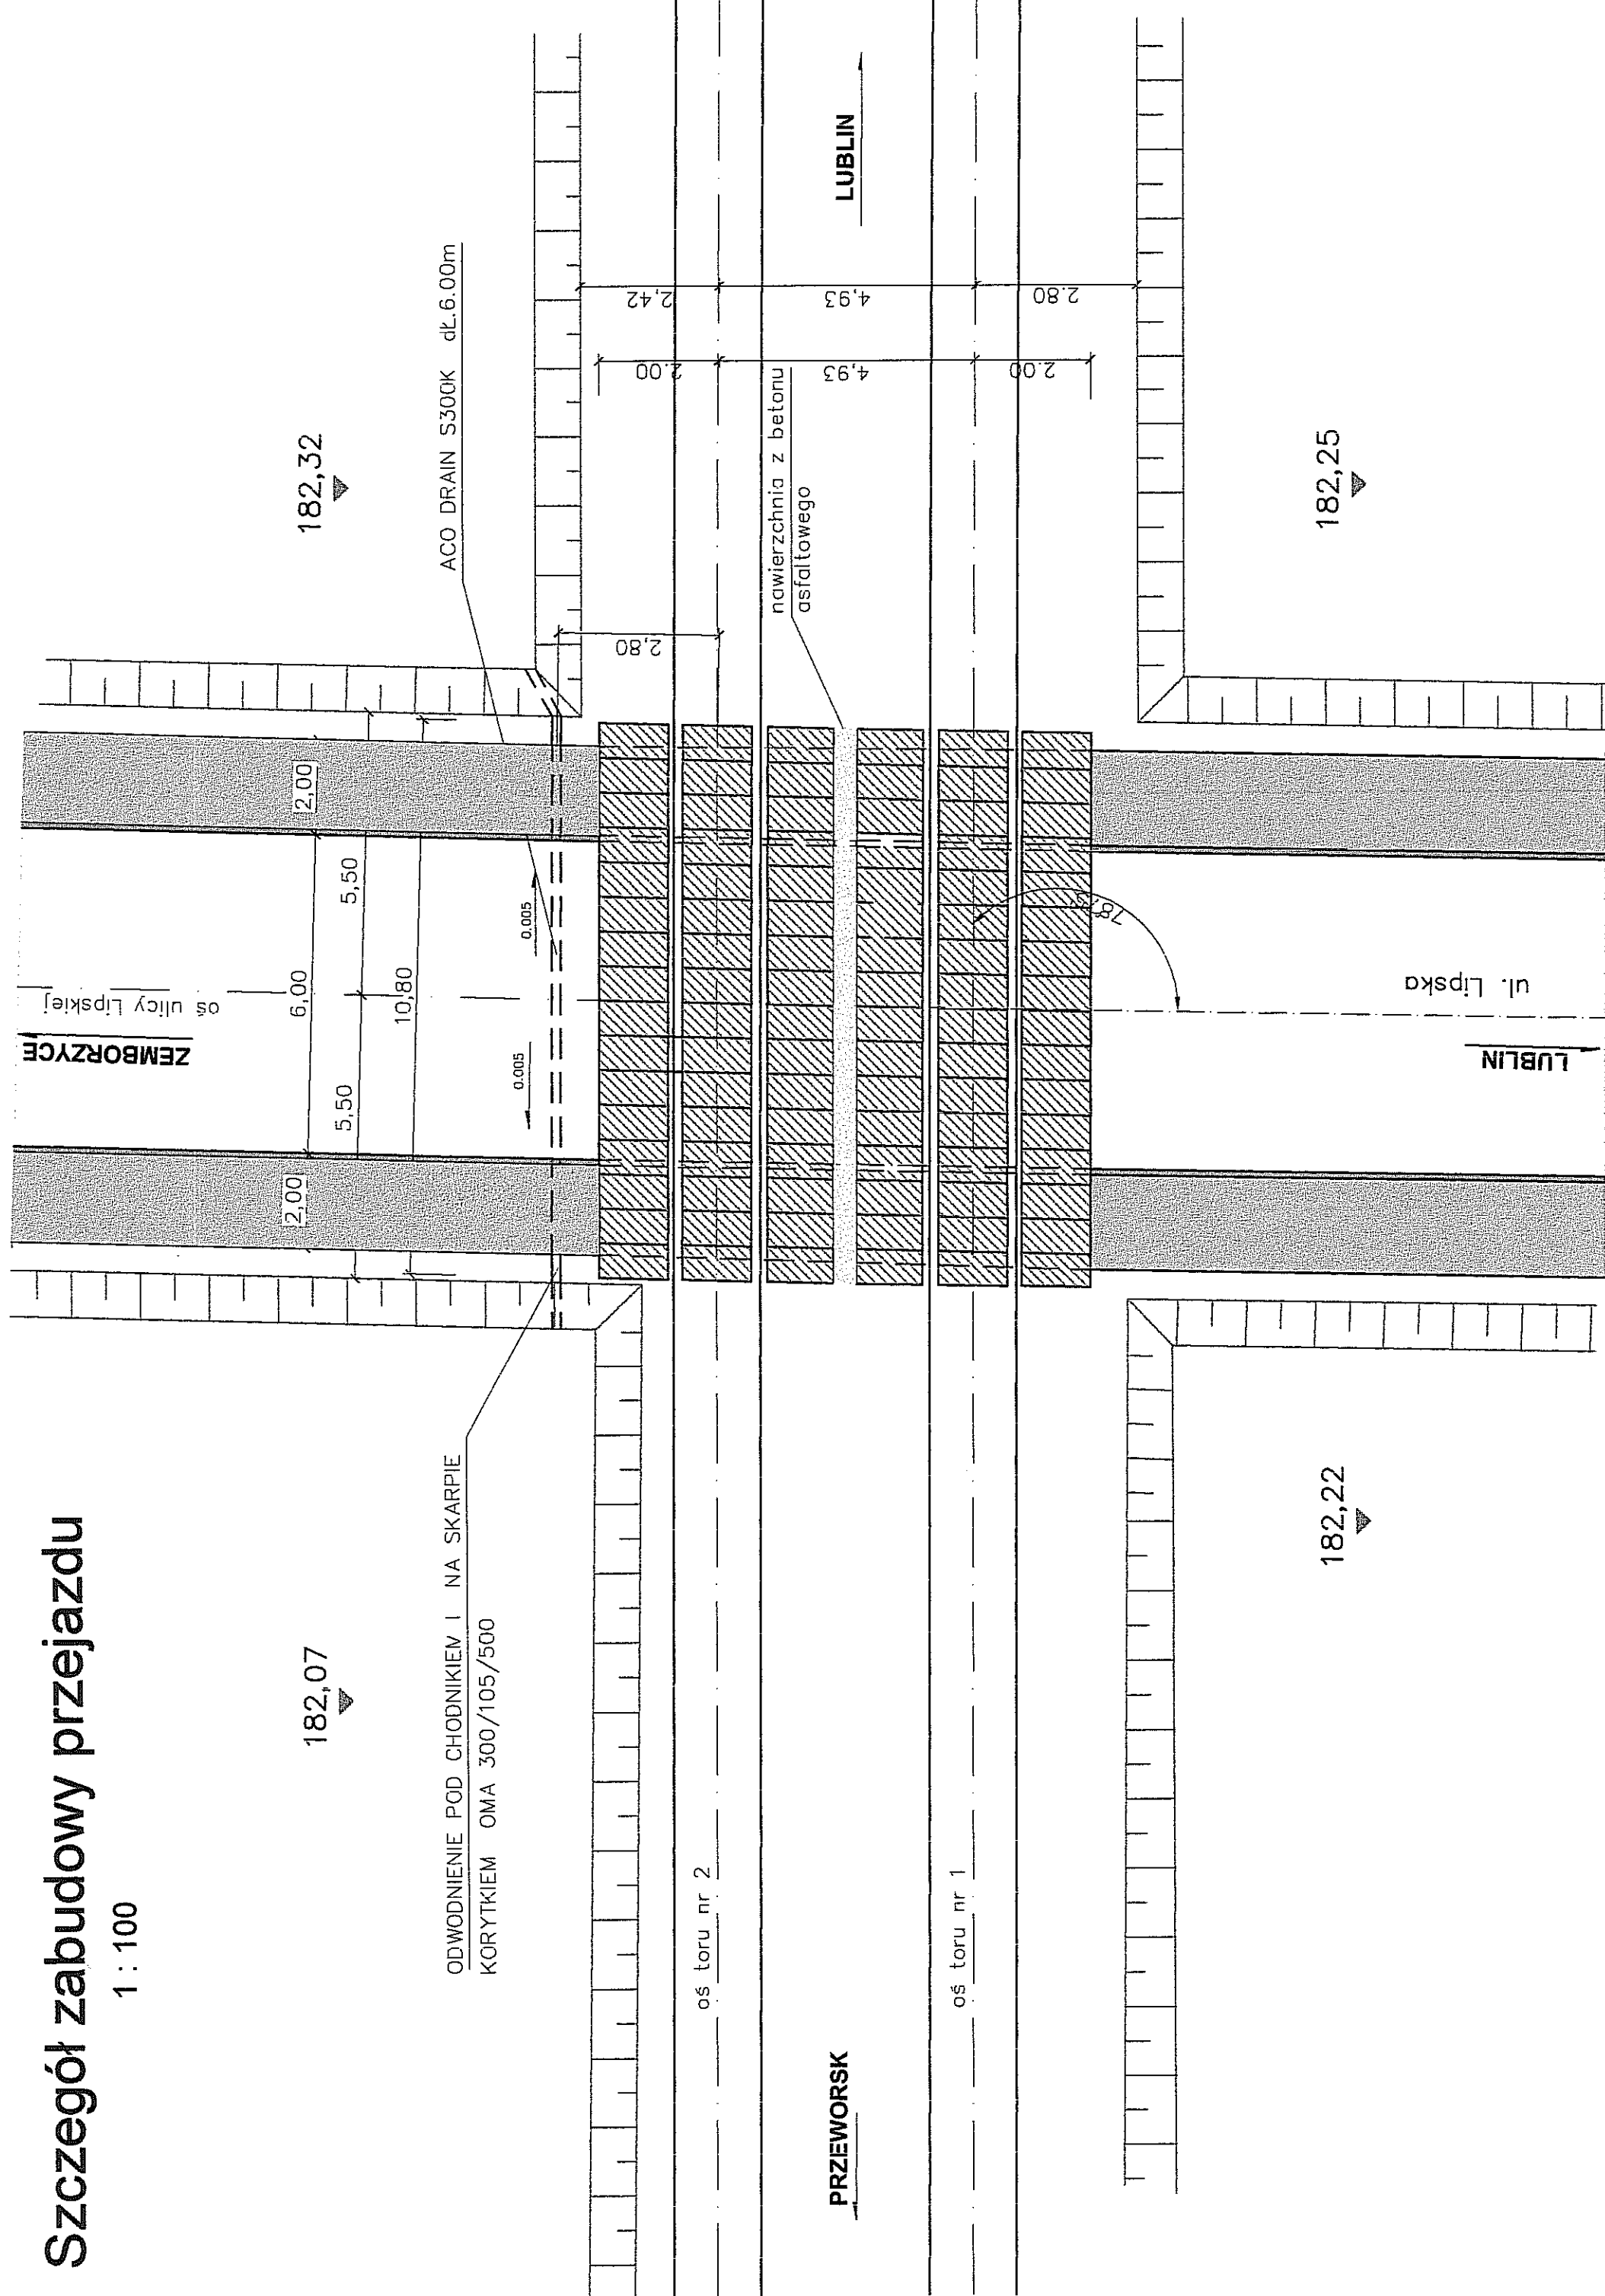 Szczegół zabudowy przejazdu
1 : 100
182,07
182,32
ODWODNIENIE POD CHODNIKIEM I NA SKARPIE
KORYTKIEM OMA 300/105/500
ACO DRAIN S300K dŁ.6.00m
ZEMBORZYCE
oś ulicy Lipskiej
2,00
6,00
2,00
5,50
5,50
10,80
0.005
0.005
2,80
2,42
4,93
2.80
2.00
4,93
2.00
nawierzchnia z betonu
asfaltowego
oś toru nr 2
oś toru nr 1
PRZEWORSK
LUBLIN
ul. Lipska
LUBLIN
182,22
182,25